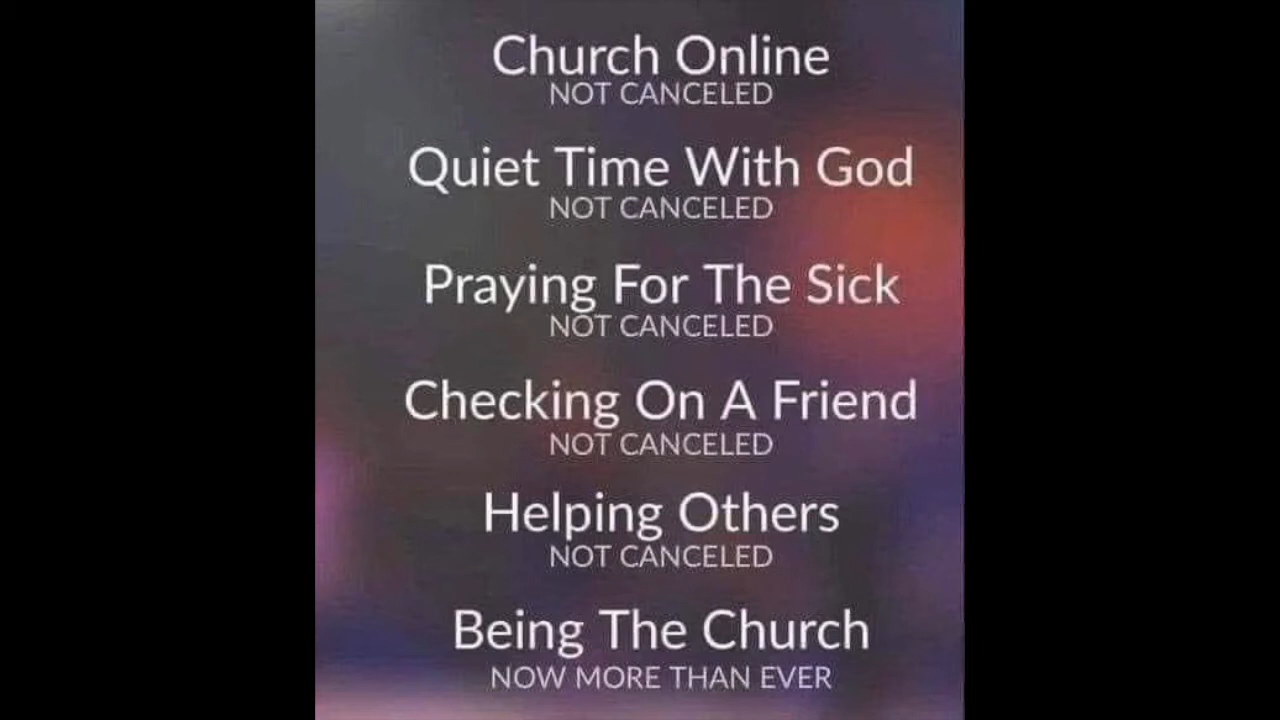 Church Online
NOT CANCELED
Quiet Time With God
NOT CANCELED
Praying For The Sick
NOT CANCELED
Checking On A Friend
NOT CANCELED
Helping Others
NOT CANCELED
Being The Church
NOW MORE THAN EVER